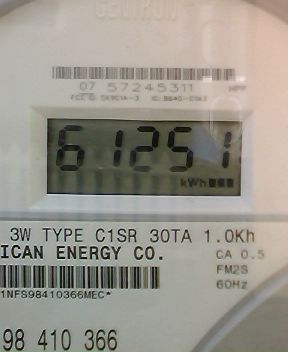 CENTRON
07 57245311
61251
kWh
3W TYPE C1SR 30TA 1.0Kh
ICAN ENERGY CO.
CA 0.5
FM2S
60Hz
1NFS98410366MEC*
98 410 366